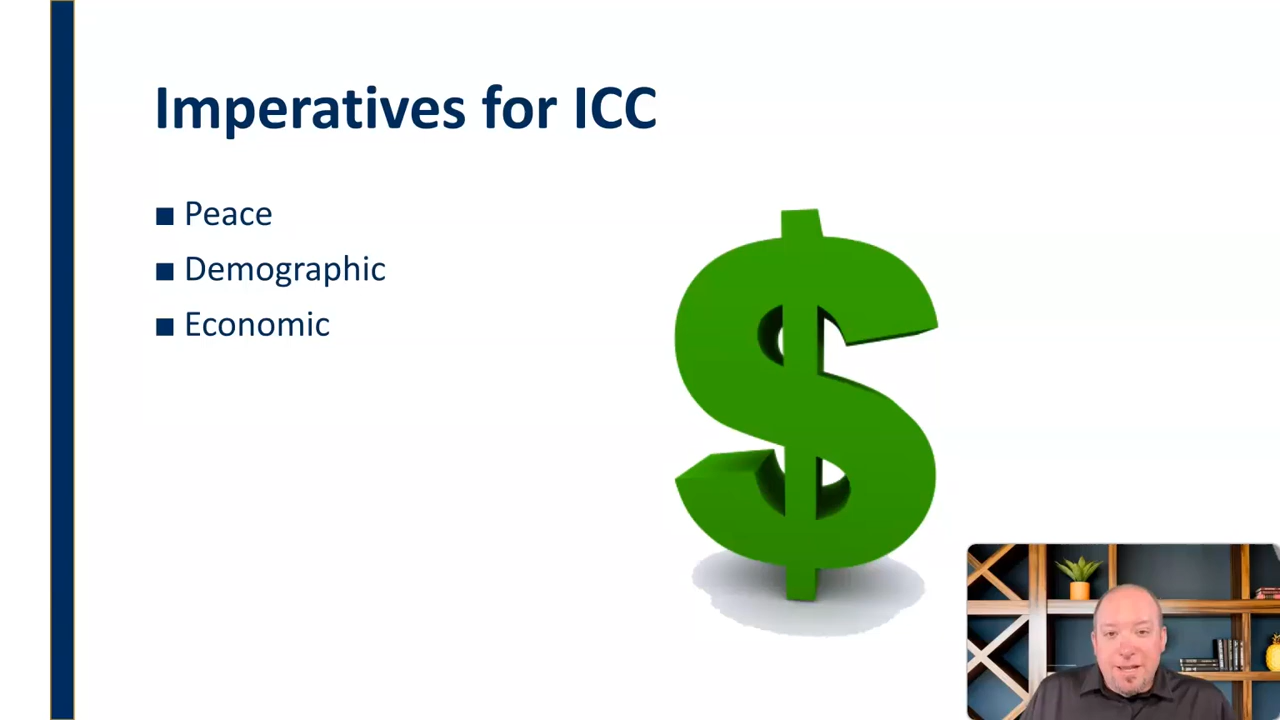 Imperatives for ICC
■ Peace
■ Demographic
■ Economic
$